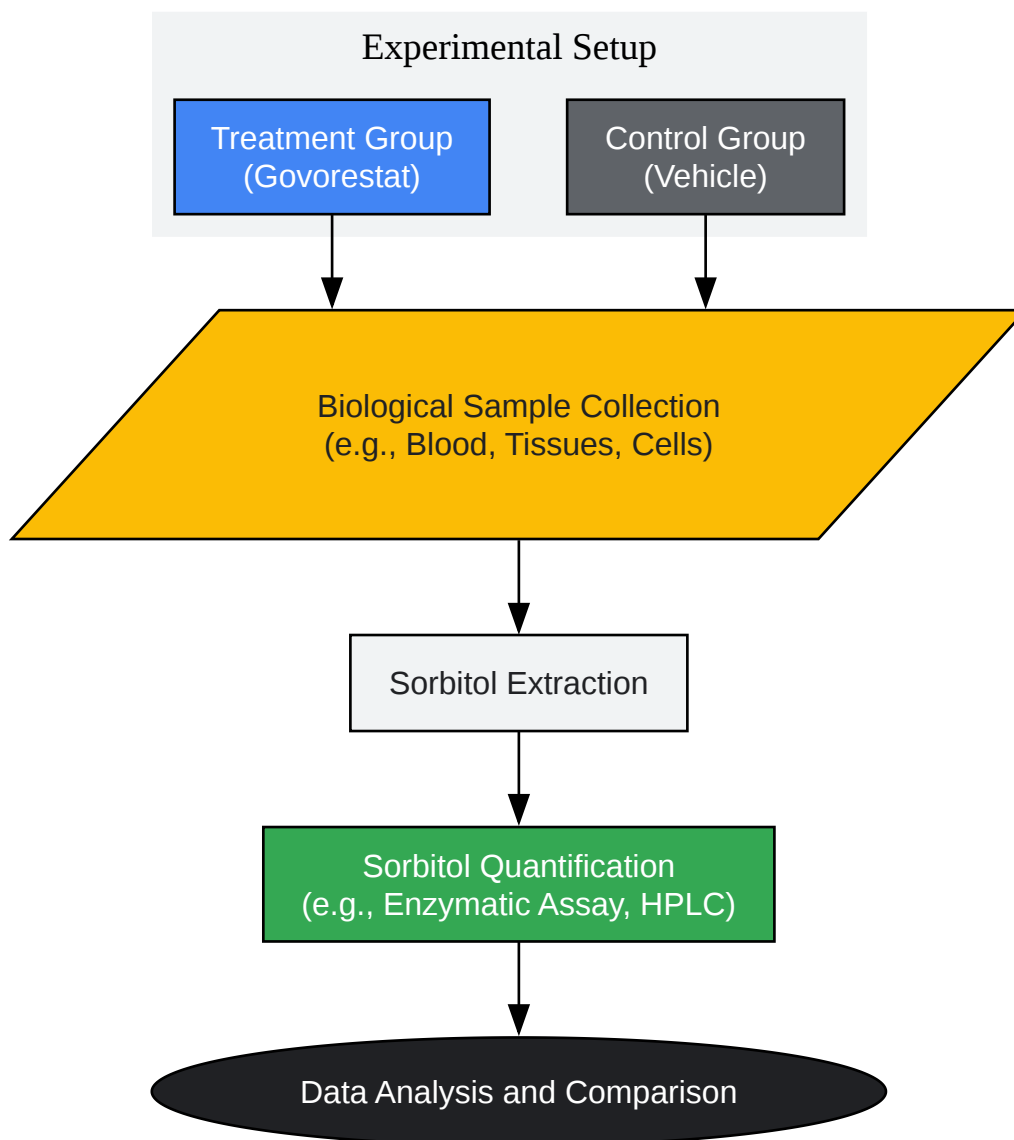 Experimental Setup
Treatment Group
(Govorestat)
Control Group
(Vehicle)
Biological Sample Collection
(e.g., Blood, Tissues, Cells)
Sorbitol Extraction
Sorbitol Quantification
(e.g., Enzymatic Assay, HPLC)
Data Analysis and Comparison